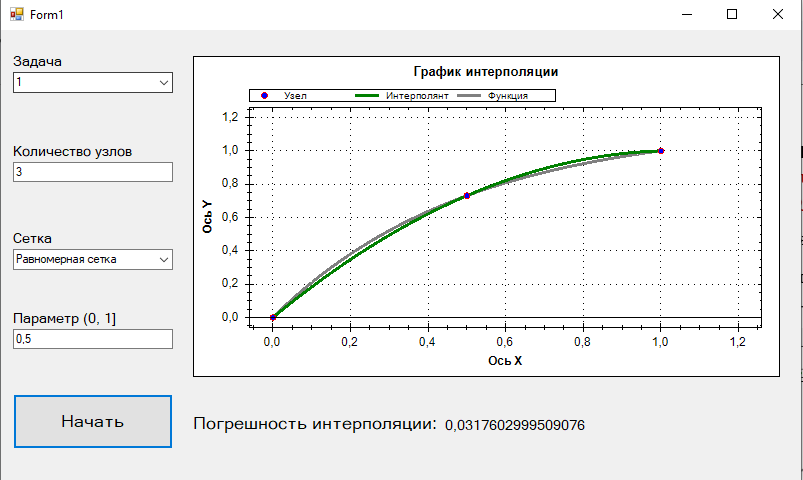 Form1
Задача
1
Количество узлов
3
Сетка
Равномерная сетка
Параметр (0, 1]
0,5
Начать
График интерполяции
Узел Интерполянт Функция
Ось Y
1,2
1,0
0,8
0,6
0,4
0,2
0,0
0,0 0,2 0,4 0,6 0,8 1,0 1,2
Ось X
Погрешность интерполяции: 0,0317602999509076